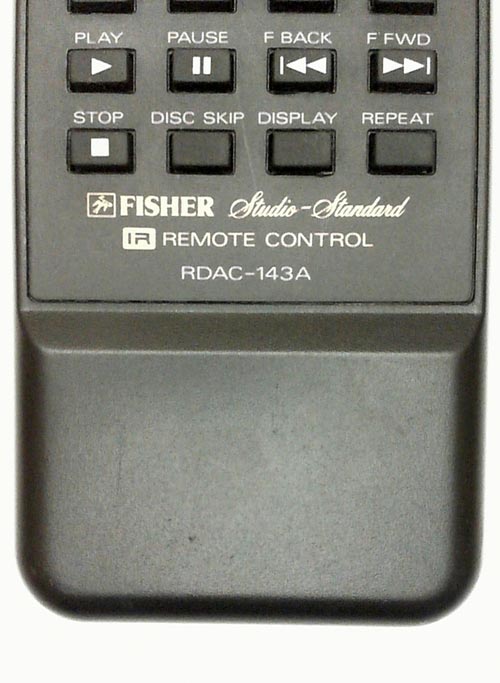 PLAY PAUSE F BACK F FWD
STOP DISC SKIP DISPLAY REPEAT
FISHER Studio-Standard
IR REMOTE CONTROL
RDAC-143A